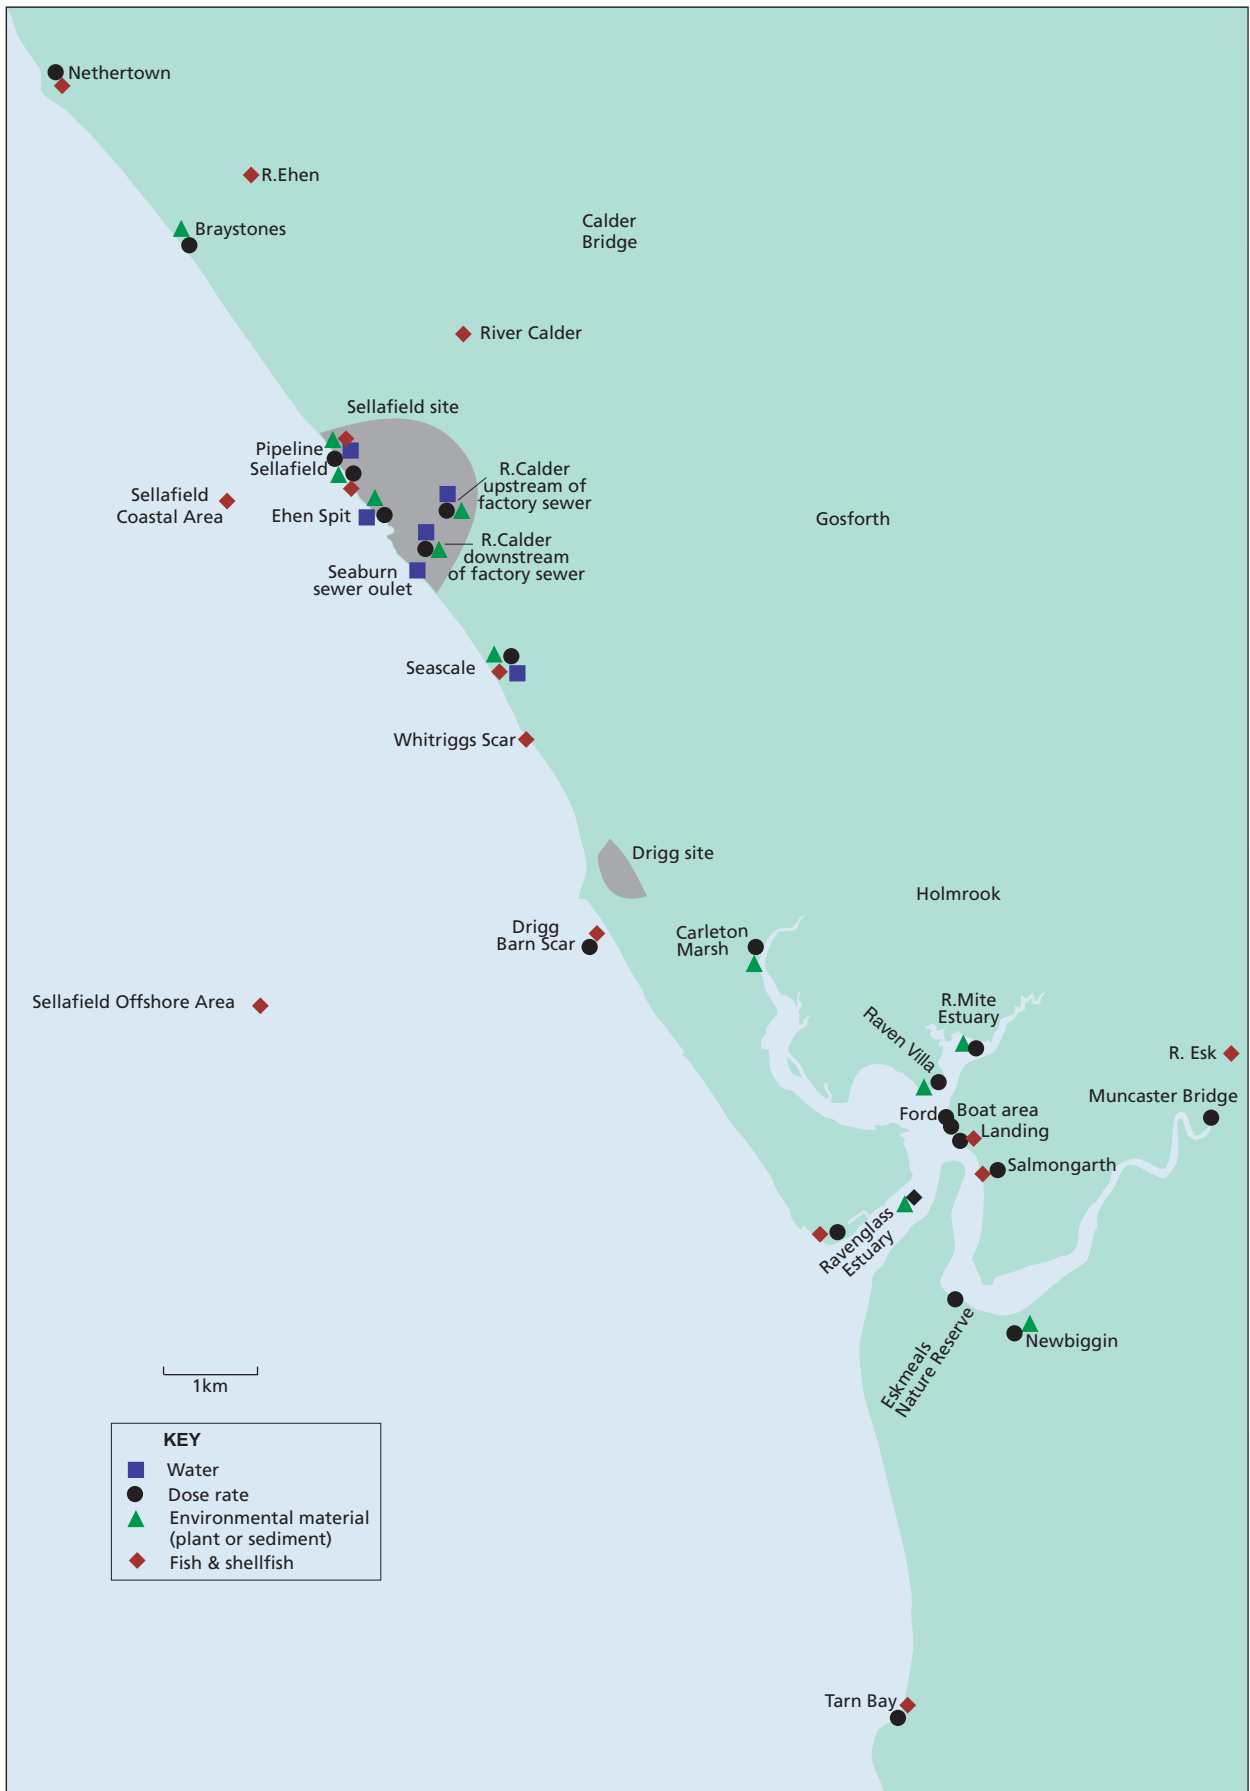 Nethertown
R.Ehen
Braystones
Calder
Bridge
River Calder
Sellafield site
Pipeline
Sellafield
R.Calder
upstream of
factory sewer
Sellafield
Coastal Area
Ehen Spit
Gosforth
R.Calder
downstream
of factory sewer
Seaburn
sewer oulet
Seascale
Whitriggs Scar
Drigg site
Holmrook
Drigg
Barn Scar
Carleton
Marsh
Sellafield Offshore Area
R.Mite
Estuary
Raven Villa
R. Esk
Muncaster Bridge
Ford
Boat area
Landing
Salmongarth
Ravenglass
Estuary
Eskmeals
Nature Reserve
Newbiggin
1km
KEY
Water
Dose rate
Environmental material
(plant or sediment)
Fish & shellfish
Tarn Bay